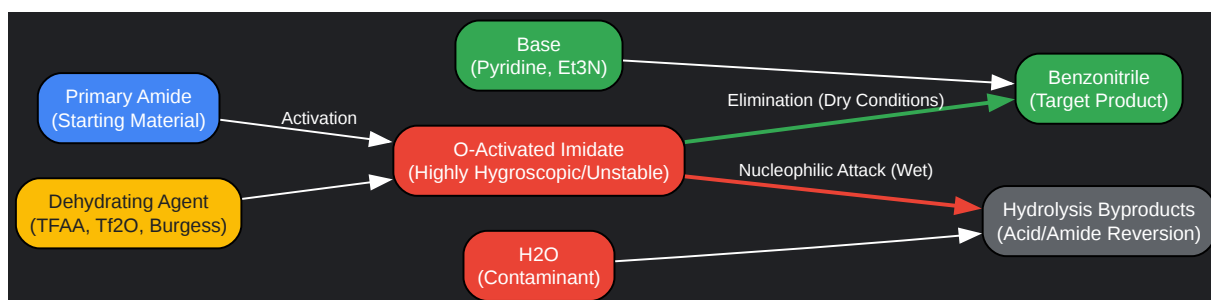 Base
(Pyridine, Et3N)
Benzonitrile
(Target Product)
Primary Amide
(Starting Material)
Activation
Elimination (Dry Conditions)
O-Activated Imidate
(Highly Hygroscopic/Unstable)
Nucleophilic Attack (Wet)
Dehydrating Agent
(TFAA, Tf2O, Burgess)
Hydrolysis Byproducts
(Acid/Amide Reversion)
H2O
(Contaminant)